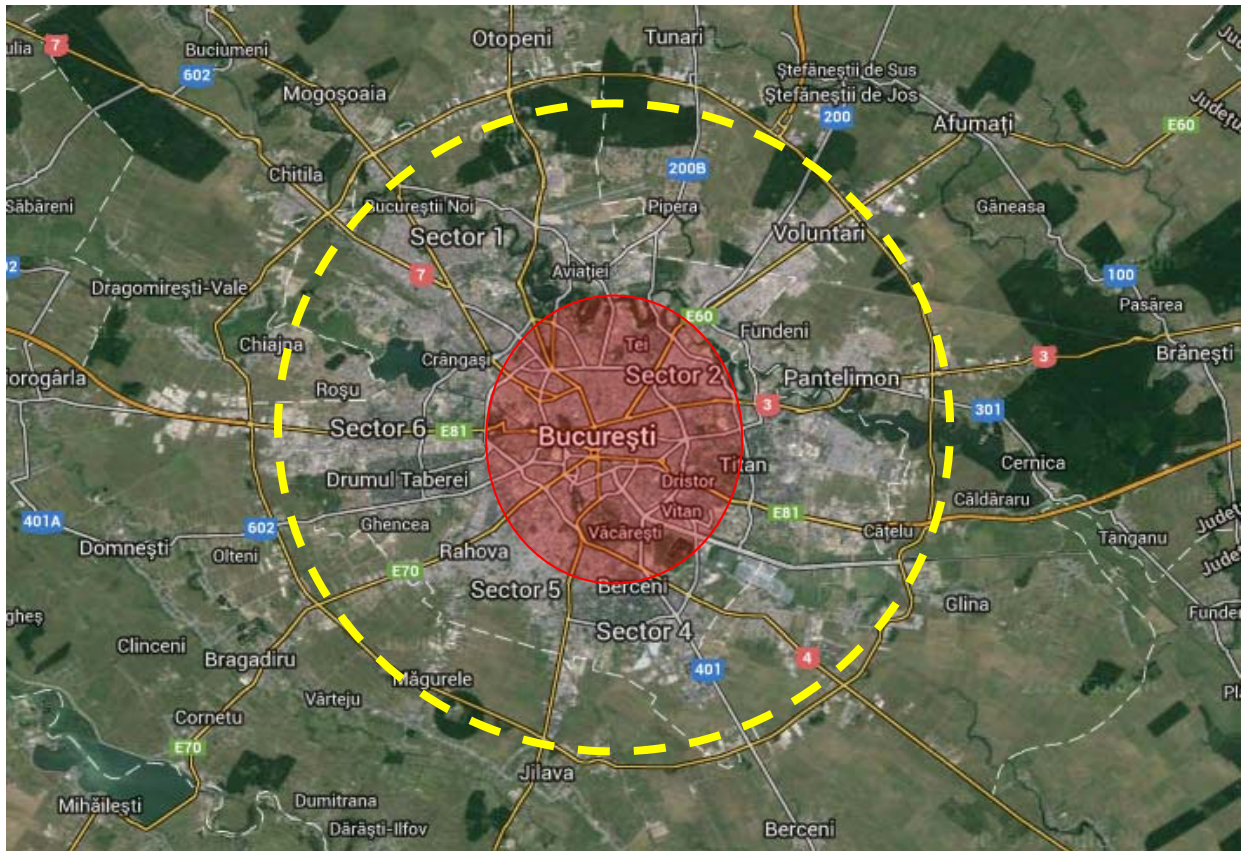 Otopeni
Tunari
7
Buciumeni
602
Ştefăneştii de Sus
Ştefăneştii de Jos
Mogoşoaia
200
Afumaţi
E60
200B
Chitila
Săbăreni
Bucureştii Noi
Pipera
Găneasa
Sector 1
Voluntari
7
Aviaţiei
100
Dragomireşti-Vale
Pasărea
E60
Fundeni
Chiajna
Tei
Crângaşi
3
Brăneşti
Sector 2
Pantelimon
Roşu
3
301
Sector 6
E81
Bucureşti
Titan
Cernica
Drumul Taberei
Dristor
Căldăraru
401A
602
Ghencea
Vitan
E81
Căţelu
Tânganu
Domneşti
Olteni
Văcăreşti
Rahova
E70
Sector 5
Berceni
Glina
Sector 4
Clinceni
Bragadiru
4
401
Măgurele
Vârteju
Cornetu
E70
Jilava
Mihăileşti
Dumitrana
Dărăşti-Ilfov
Berceni